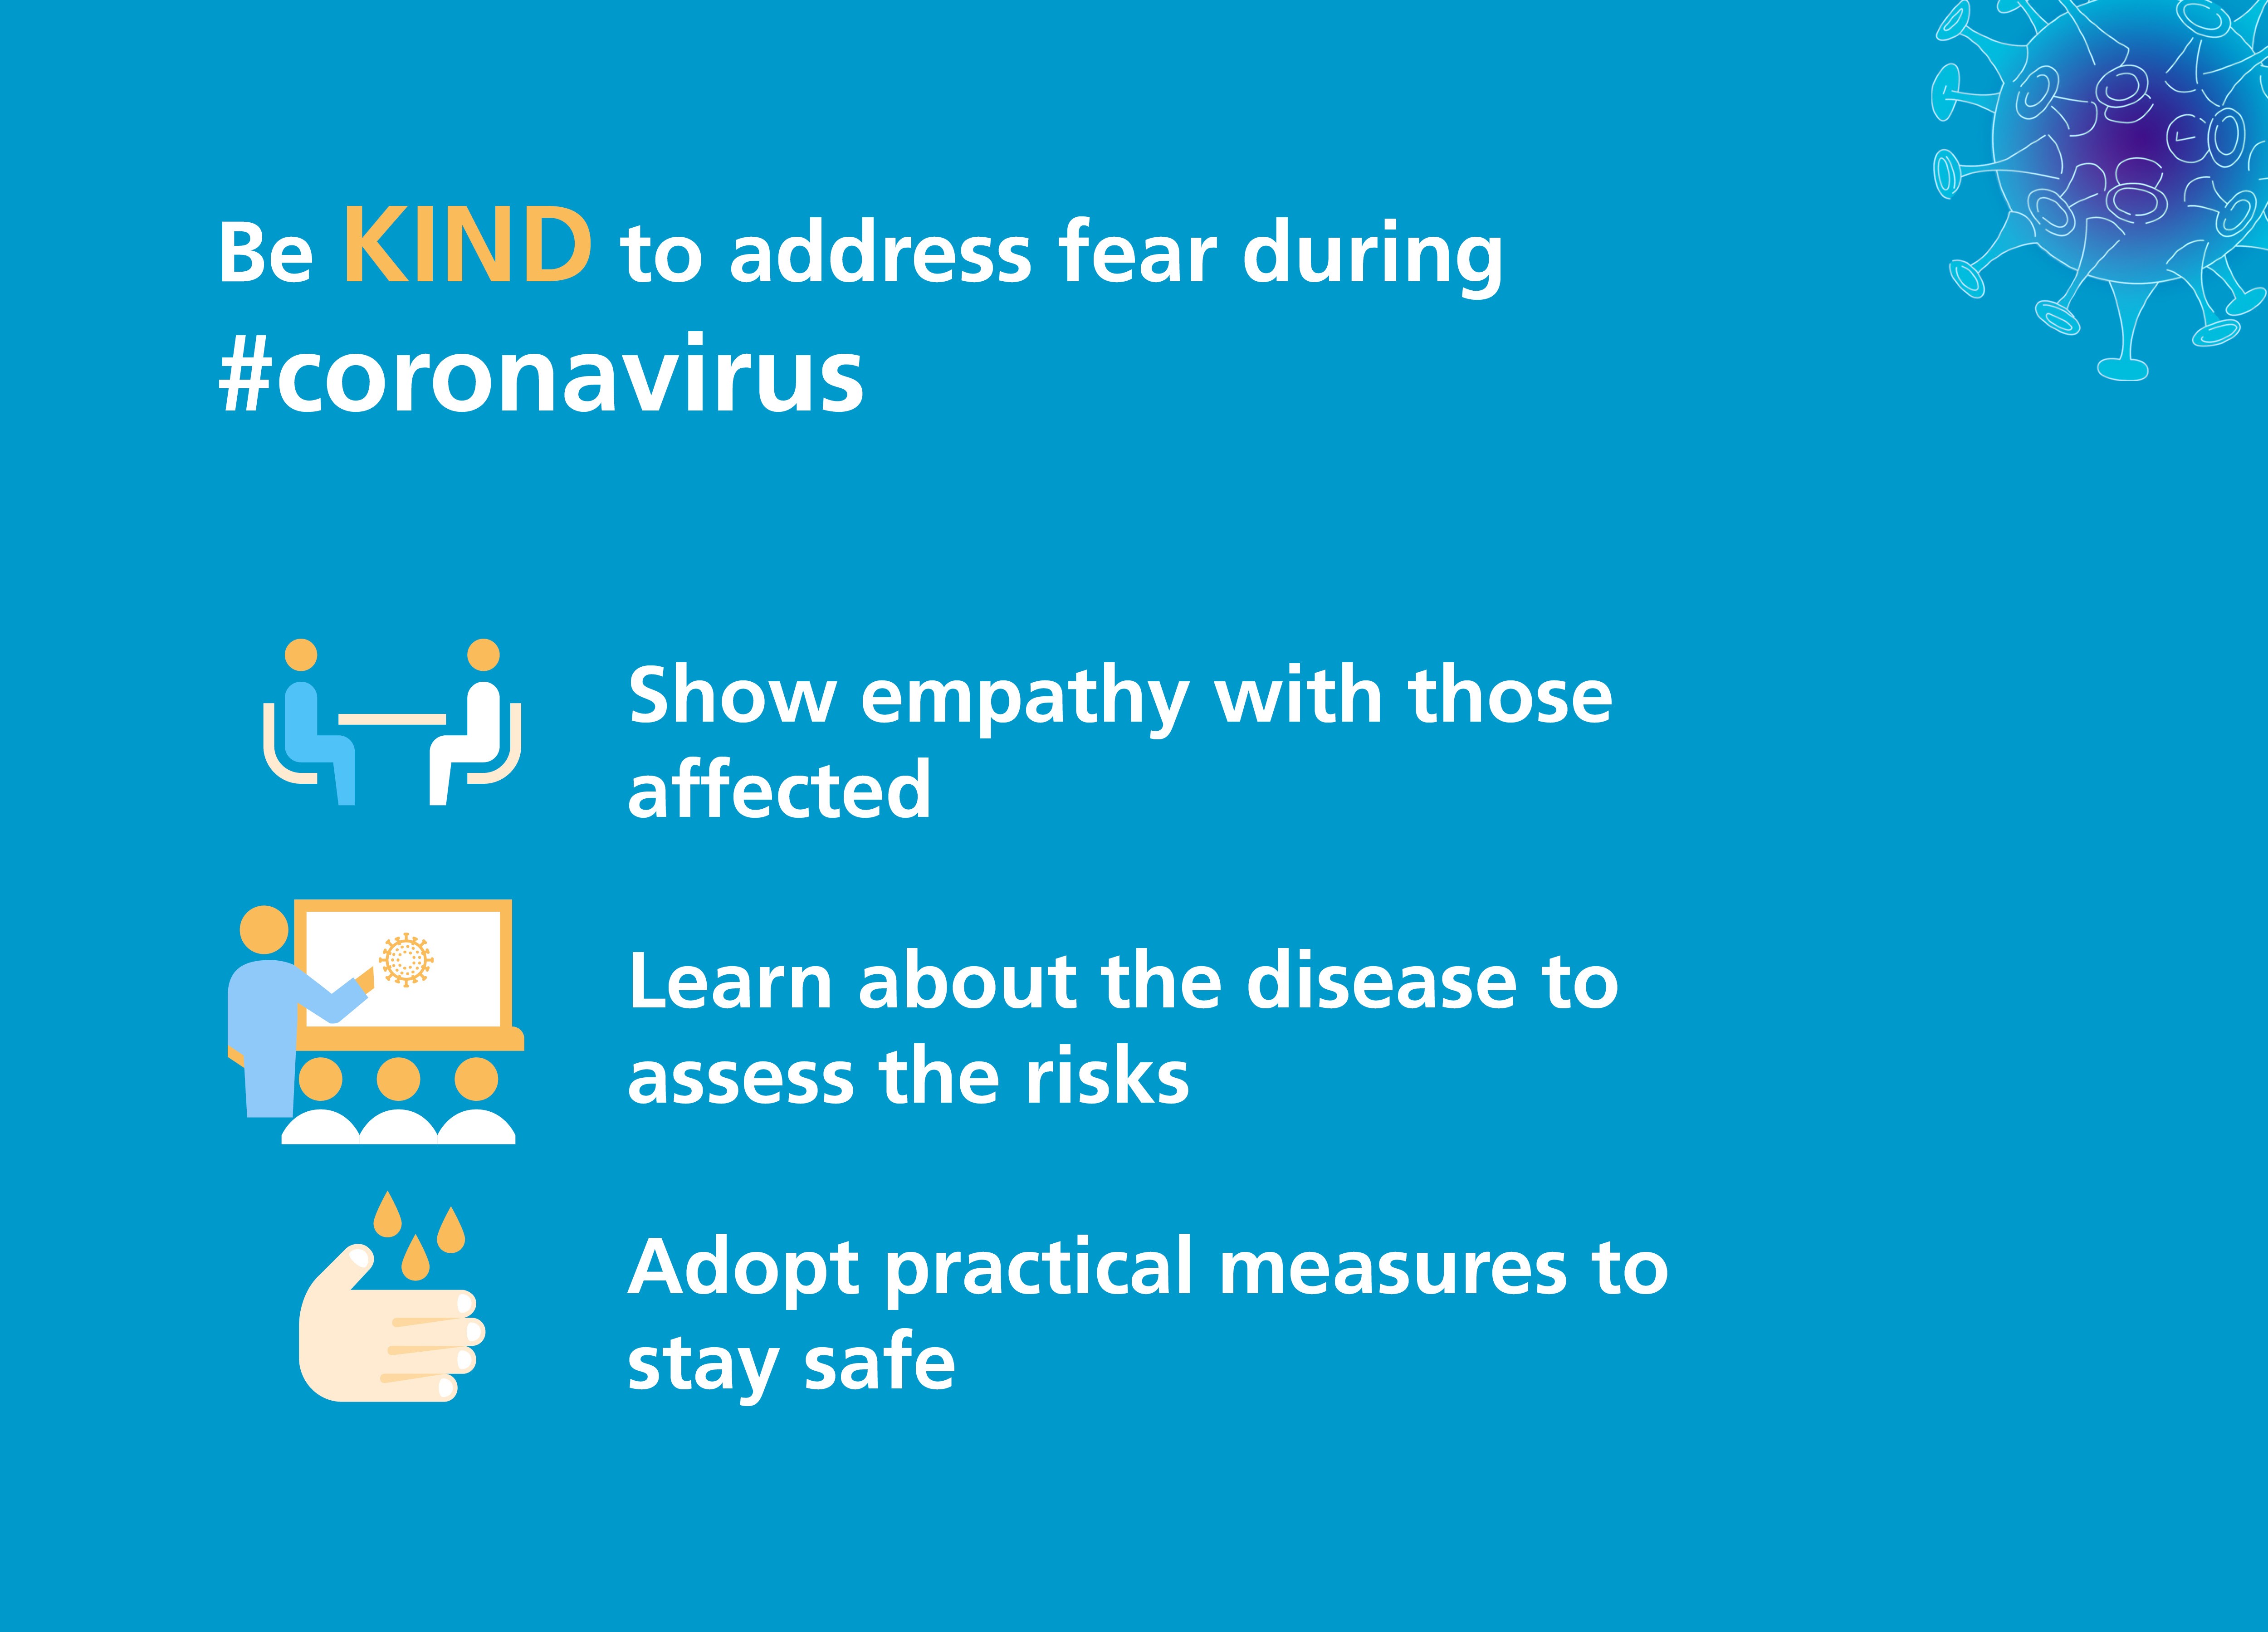 Be KIND to address fear during
#coronavirus
Show empathy with those
affected
Learn about the disease to
assess the risks
Adopt practical measures to
stay safe